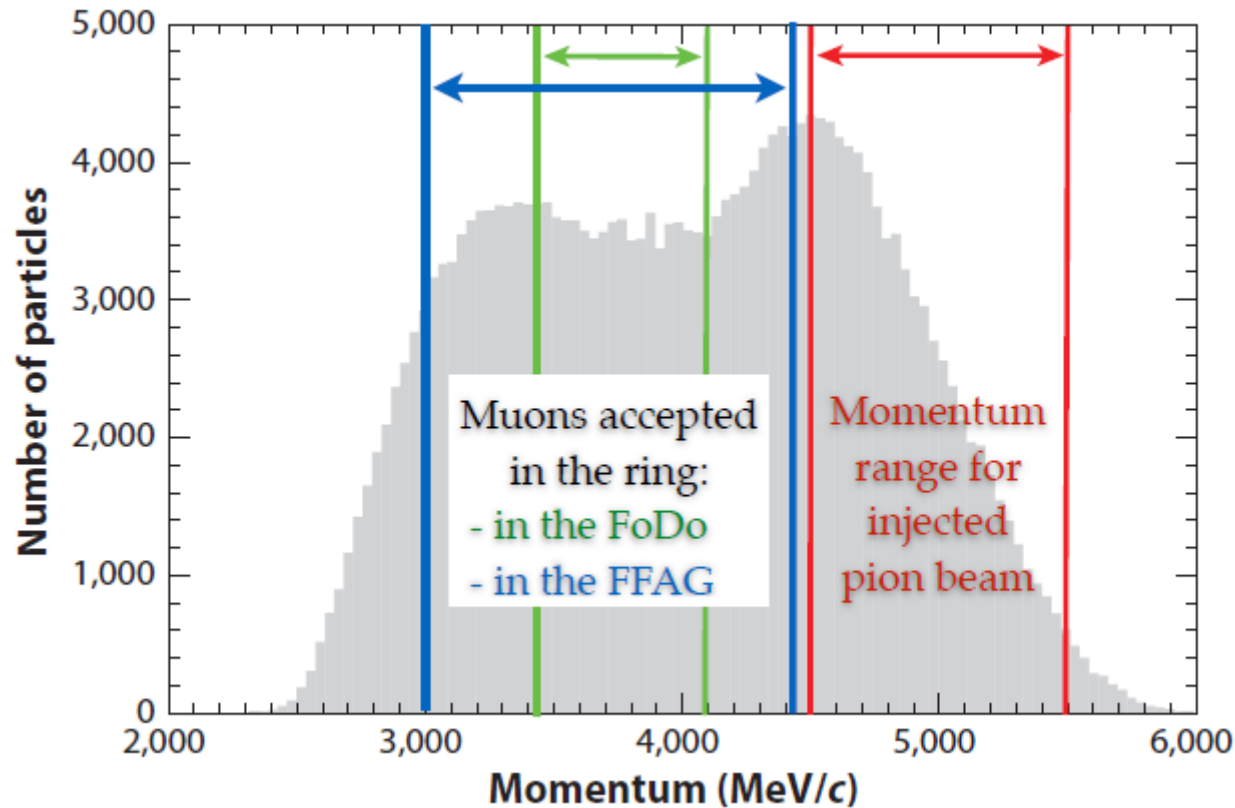 5,000
4,000
3,000
2,000
1,000
0
Number of particles
Muons accepted
in the ring:
- in the FoDo
- in the FFAG
Momentum
range for
injected
pion beam
2,000 3,000 4,000 5,000 6,000
Momentum (MeV/c)